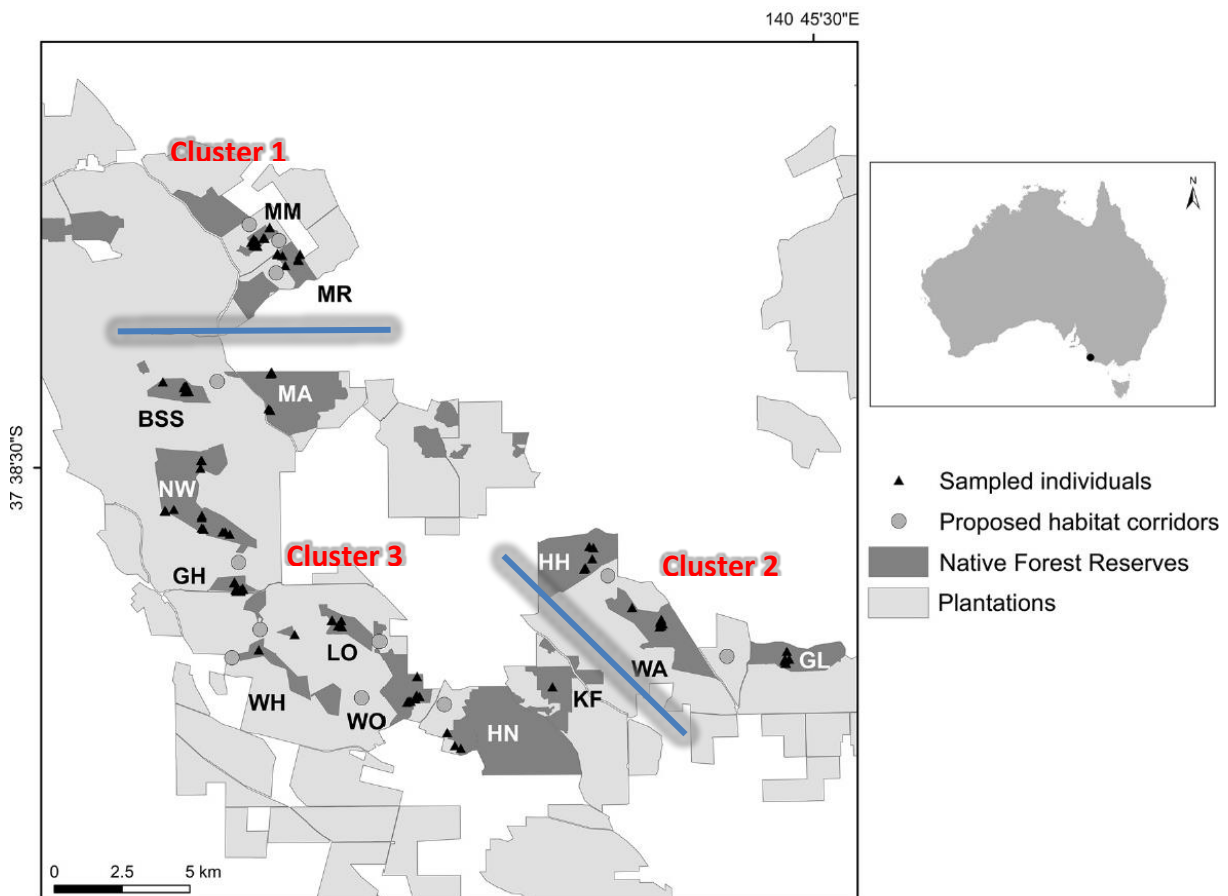 140 45'30"E
Cluster 1
MM
MR
N
MA
BSS
37 38'30"S
NW
Sampled individuals
Proposed habitat corridors
Native Forest Reserves
Plantations
Cluster 3
HH
Cluster 2
GH
LO
WA
GL
WH
WO
KF
HN
0 2.5 5 km